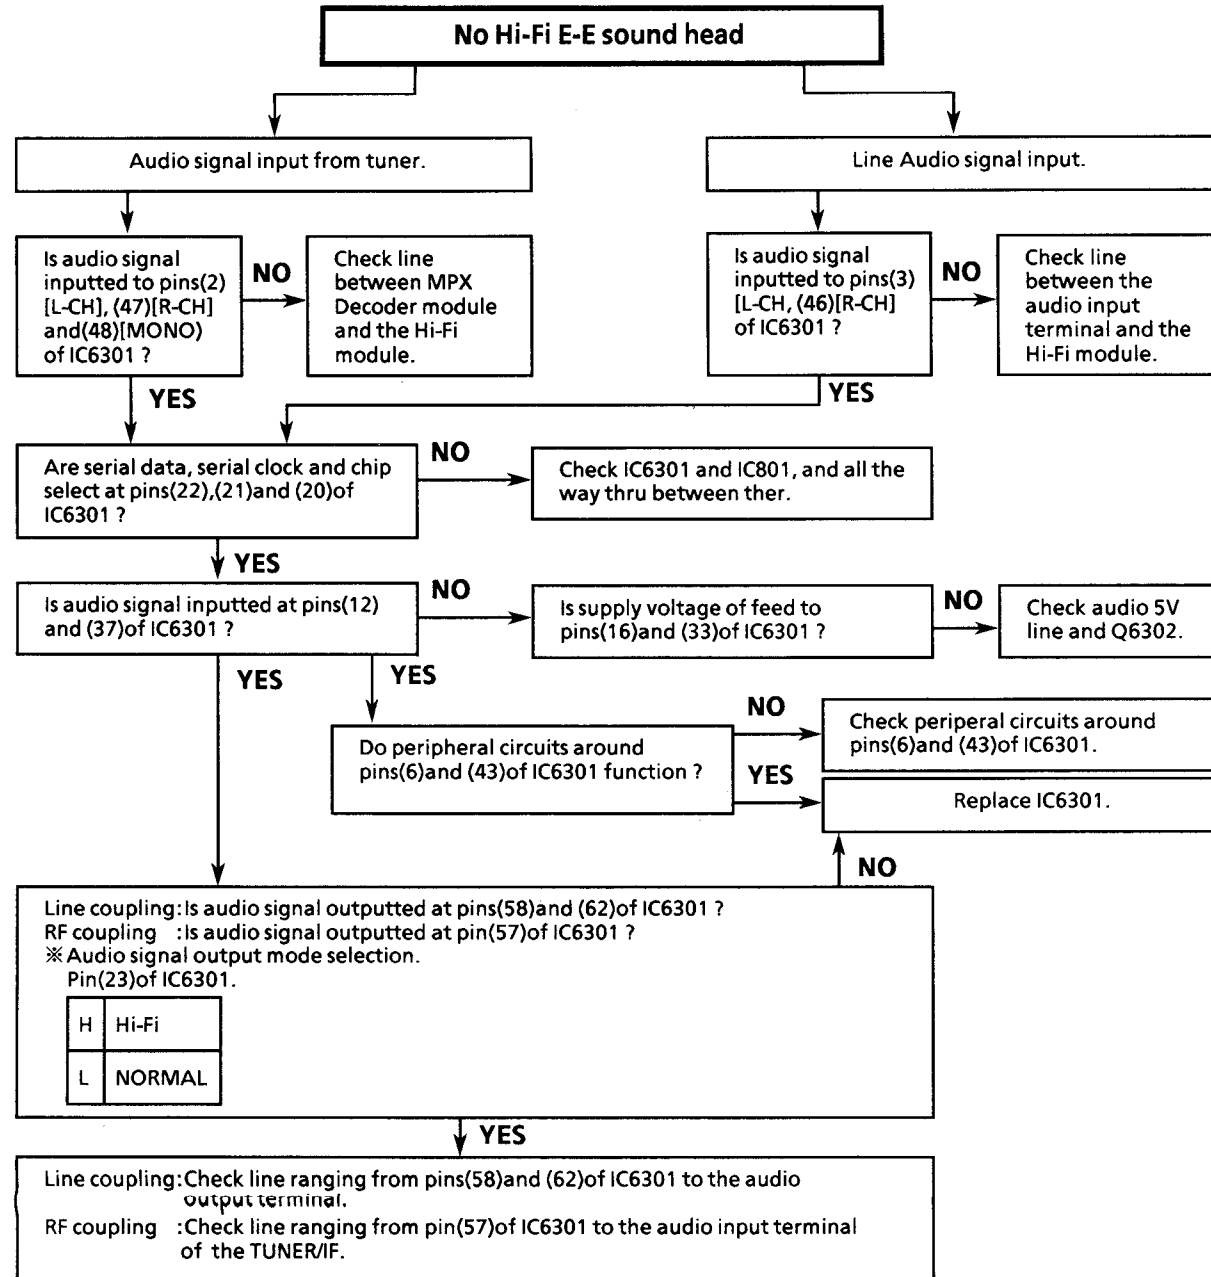 No Hi-Fi E-E sound head
Audio signal input from tuner.
Line Audio signal input.
Is audio signal
inputted to pins(2)
[L-CH], (47)[R-CH]
and(48)[MONO)
of IC6301 ?
NO
Check line
between MPX
Decoder module
and the Hi-Fi
module.
Is audio signal
inputted to pins(3)
[L-CH, (46)[R-CH]
of IC6301 ?
NO
Check line
between the
audio input
terminal and the
Hi-Fi module.
YES
YES
Are serial data, serial clock and chip
select at pins(22),(21)and (20)of
IC6301 ?
NO
Check IC6301 and IC801, and all the
way thru between ther.
YES
Is audio signal inputted at pins(12)
and (37)of IC6301 ?
NO
Is supply voltage of feed to
pins(16)and (33)of IC6301 ?
NO
Check audio 5V
line and Q6302.
YES
YES
Do peripheral circuits around
pins(6)and (43)of IC6301 function ?
NO
Check periperal circuits around
pins(6)and (43)of IC6301.
YES
Replace IC6301.
NO
Line coupling:Is audio signal outputted at pins(58)and (62)of IC6301 ?
RF coupling :Is audio signal outputted at pin(57)of IC6301 ?
※Audio signal output mode selection.
Pin(23)of IC6301.
H Hi-Fi
L NORMAL
YES
Line coupling:Check line ranging from pins(58)and (62)of IC6301 to the audio
output terminal.
RF coupling :Check line ranging from pin(57)of IC6301 to the audio input terminal
of the TUNER/IF.